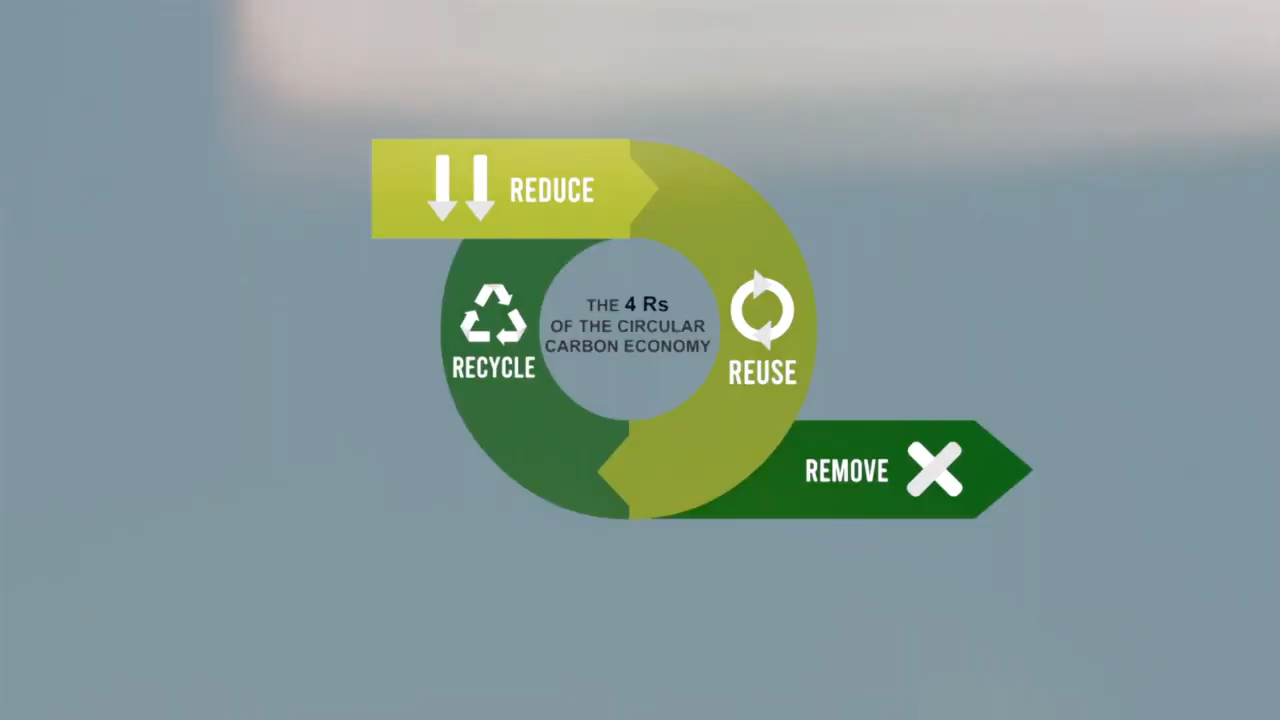 REDUCE
THE 4 Rs
OF THE CIRCULAR
CARBON ECONOMY
RECYCLE
REUSE
REMOVE